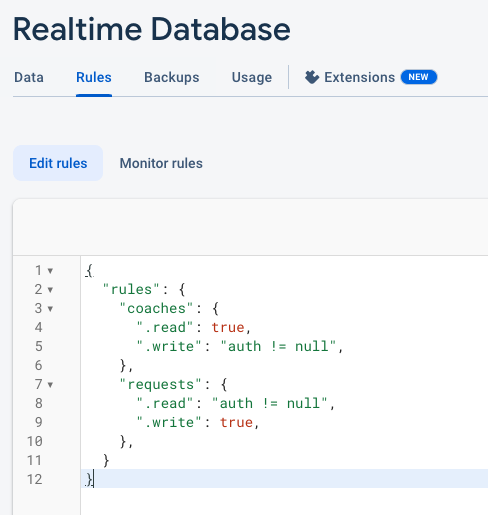 Realtime Database
Data Rules Backups Usage Extensions NEW
Edit rules Monitor rules
1 {
2 "rules": {
3 "coaches": {
4 ".read": true,
5 ".write": "auth != null",
6 },
7 "requests": {
8 ".read": "auth != null",
9 ".write": true,
10 },
11 }
12 }